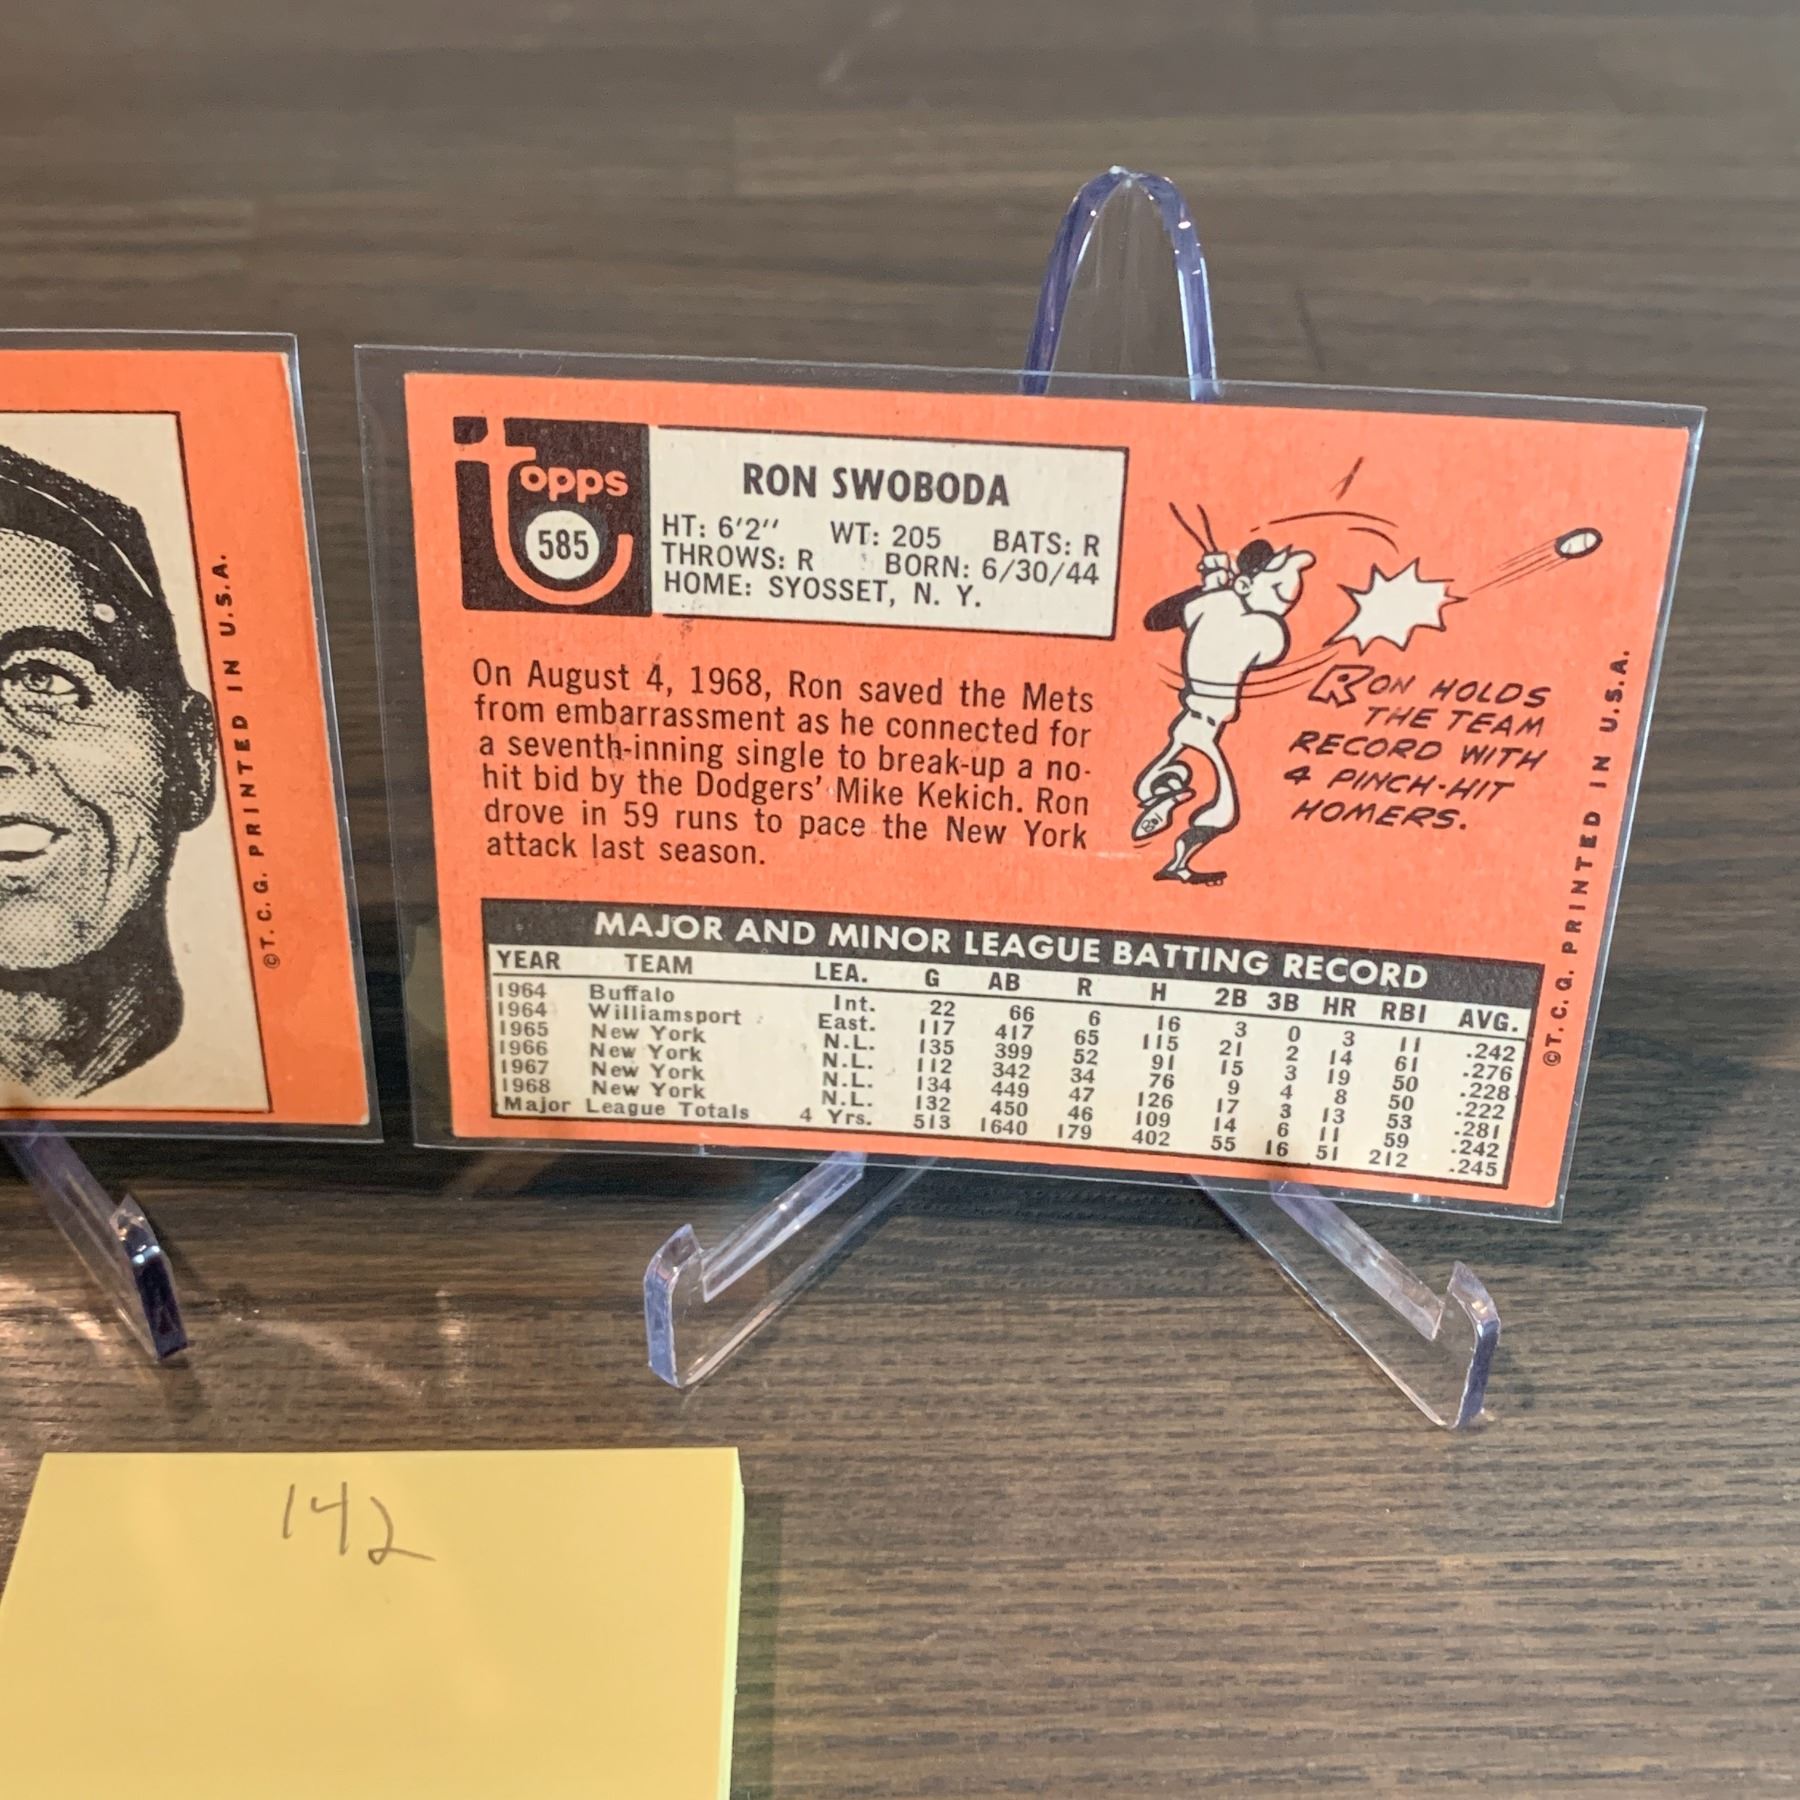 ©T. C. G. PRINTED IN U.S.A.
Topps
585
RON SWOBODA
HT: 6'2" WT: 205 BATS: R
THROWS: R BORN: 6/30/44
HOME: SYOSSET, N. Y.
On August 4, 1968, Ron saved the Mets
from embarrassment as he connected for
a seventh-inning single to break-up a no-
hit bid by the Dodgers' Mike Kekich. Ron
drove in 59 runs to pace the New York
attack last season.
RON HOLDS
THE TEAM
RECORD WITH
4 PINCH-HIT
HOMERS.
©T. C. G. PRINTED IN U.S.A.
MAJOR AND MINOR LEAGUE BATTING RECORD
YEAR TEAM LEA. G AB R H 2B 3B HR RBI AVG.
1964 Buffalo Int. 22 66 6 16 3 0 3 11 .242
1964 Williamsport East. 117 417 65 115 21 2 14 61 .276
1965 New York N.L. 135 399 52 91 15 3 19 50 .228
1966 New York N.L. 112 342 34 76 9 4 8 50 .222
1967 New York N.L. 134 449 47 126 17 3 13 53 .281
1968 New York N.L. 132 450 46 109 14 6 11 59 .242
Major League Totals 4 Yrs. 513 1640 179 402 55 16 51 212 .245
142